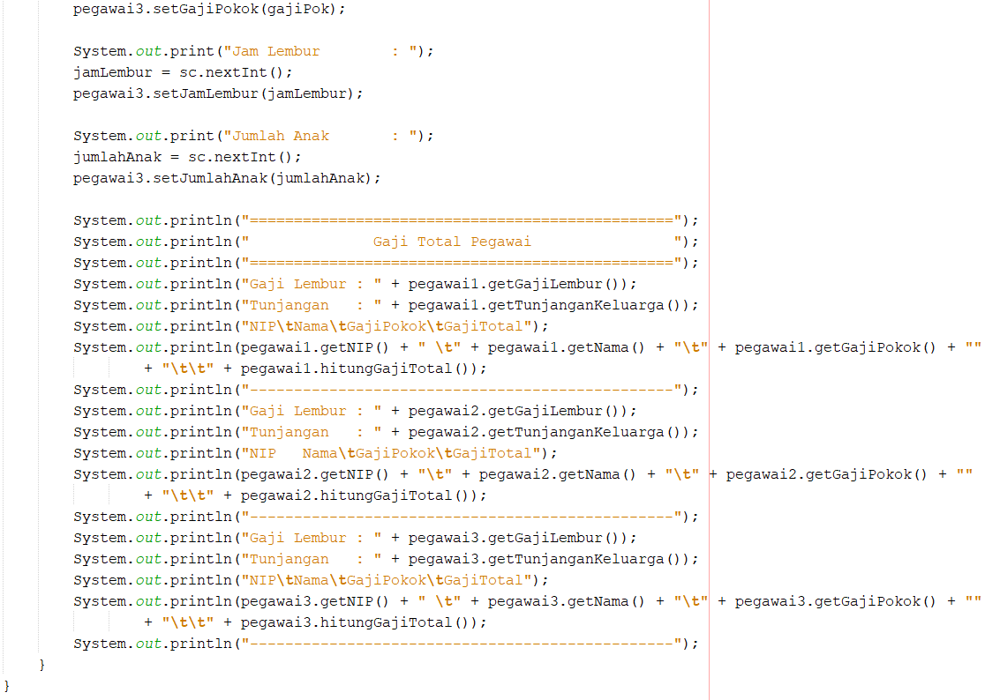 pegawai3.setGajiPokok(gajiPok);

        System.out.print("Jam Lembur        : ");
        jamLembur = sc.nextInt();
        pegawai3.setJamLembur(jamLembur);

        System.out.print("Jumlah Anak       : ");
        jumlahAnak = sc.nextInt();
        pegawai3.setJumlahAnak(jumlahAnak);

        System.out.println("================================================");
        System.out.println("              Gaji Total Pegawai                ");
        System.out.println("================================================");
        System.out.println("Gaji Lembur : " + pegawai1.getGajiLembur());
        System.out.println("Tunjangan   : " + pegawai1.getTunjanganKeluarga());
        System.out.println("NIP\tNama\tGajiPokok\tGajiTotal");
        System.out.println(pegawai1.getNIP() + " \t" + pegawai1.getNama() + "\t" + pegawai1.getGajiPokok() + ""
                + "\t\t" + pegawai1.hitungGajiTotal());
        System.out.println("------------------------------------------------");
        System.out.println("Gaji Lembur : " + pegawai2.getGajiLembur());
        System.out.println("Tunjangan   : " + pegawai2.getTunjanganKeluarga());
        System.out.println("NIP   Nama\tGajiPokok\tGajiTotal");
        System.out.println(pegawai2.getNIP() + "\t" + pegawai2.getNama() + "\t" + pegawai2.getGajiPokok() + ""
                + "\t\t" + pegawai2.hitungGajiTotal());
        System.out.println("------------------------------------------------");
        System.out.println("Gaji Lembur : " + pegawai3.getGajiLembur());
        System.out.println("Tunjangan   : " + pegawai3.getTunjanganKeluarga());
        System.out.println("NIP\tNama\tGajiPokok\tGajiTotal");
        System.out.println(pegawai3.getNIP() + " \t" + pegawai3.getNama() + "\t" + pegawai3.getGajiPokok() + ""
                + "\t\t" + pegawai3.hitungGajiTotal());
        System.out.println("------------------------------------------------");
    }
}